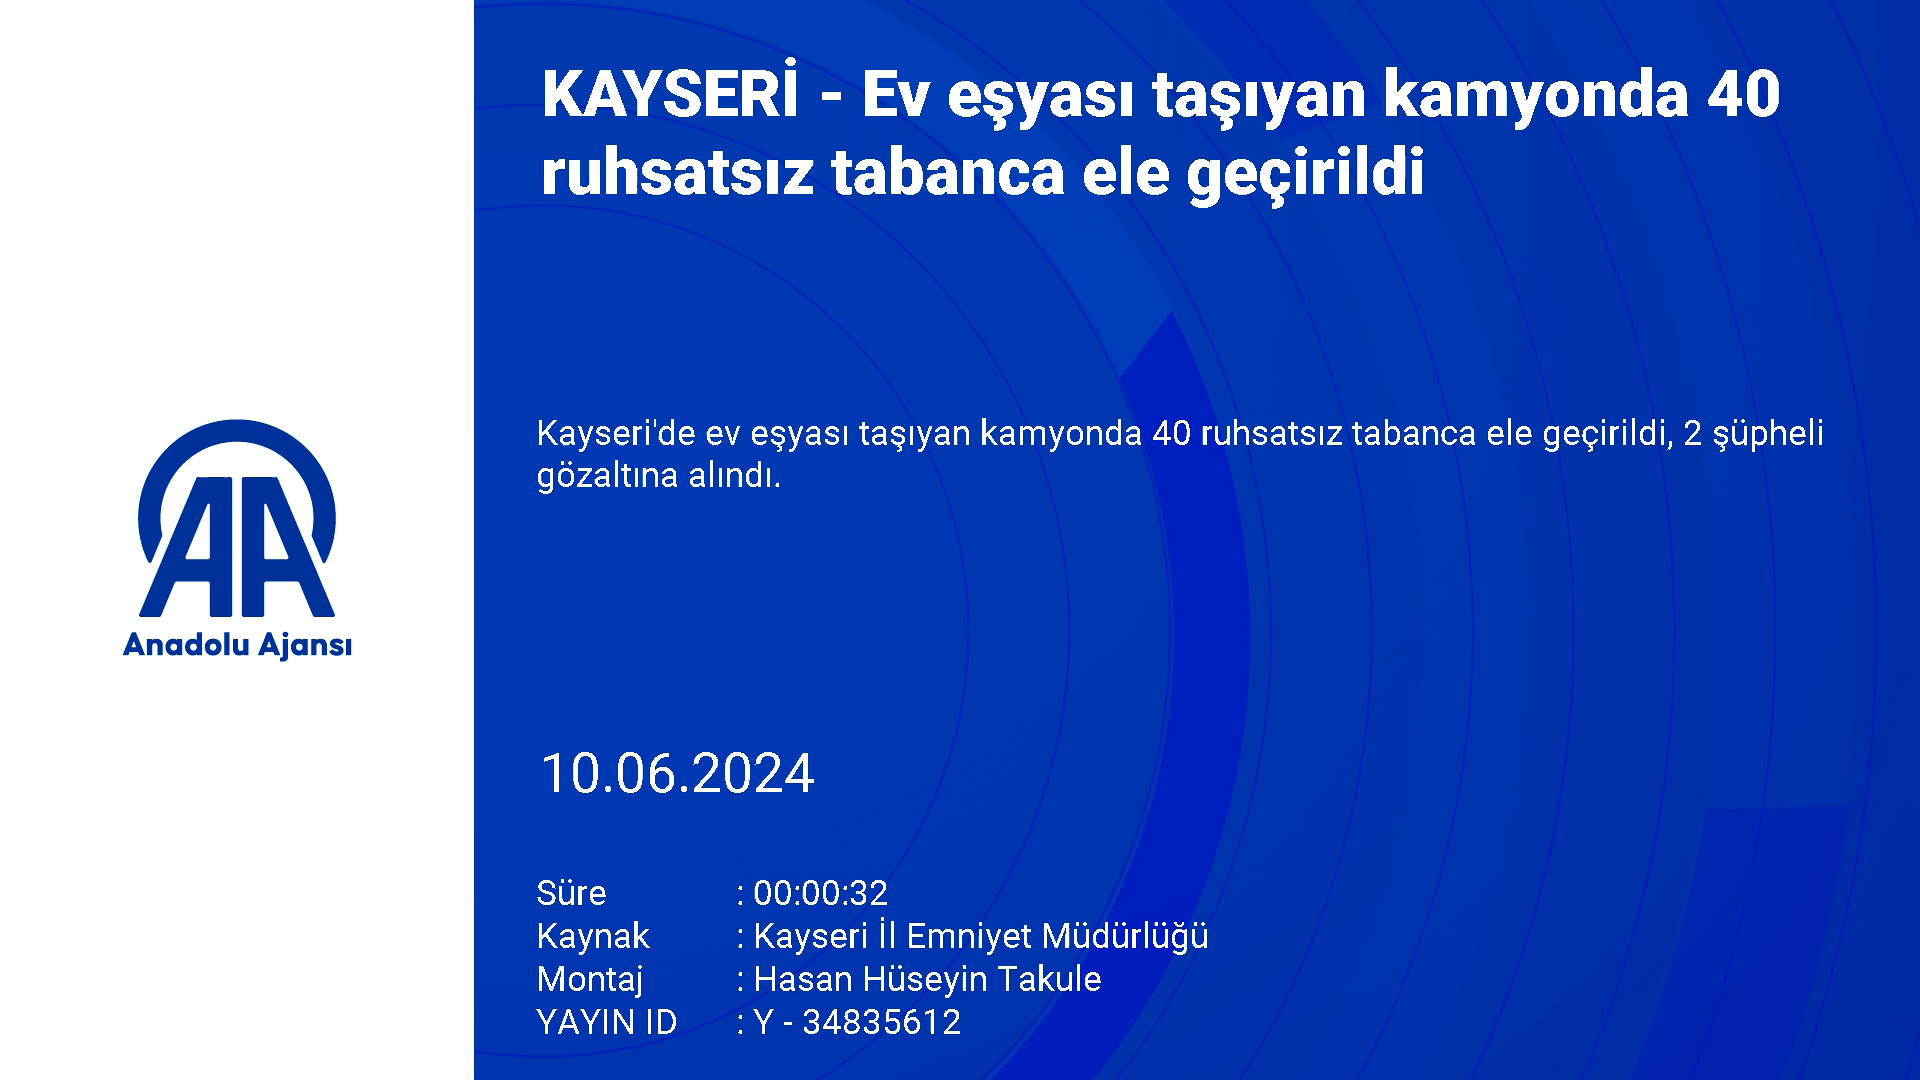 KAYSERİ - Ev eşyası taşıyan kamyonda 40
ruhsatsız tabanca ele geçirildi
Kayseri'de ev eşyası taşıyan kamyonda 40 ruhsatsız tabanca ele geçirildi, 2 şüpheli
gözaltına alındı.
AA
Anadolu Ajansı
10.06.2024
Süre : 00:00:32
Kaynak : Kayseri İl Emniyet Müdürlüğü
Montaj : Hasan Hüseyin Takule
YAYIN ID : Y - 34835612